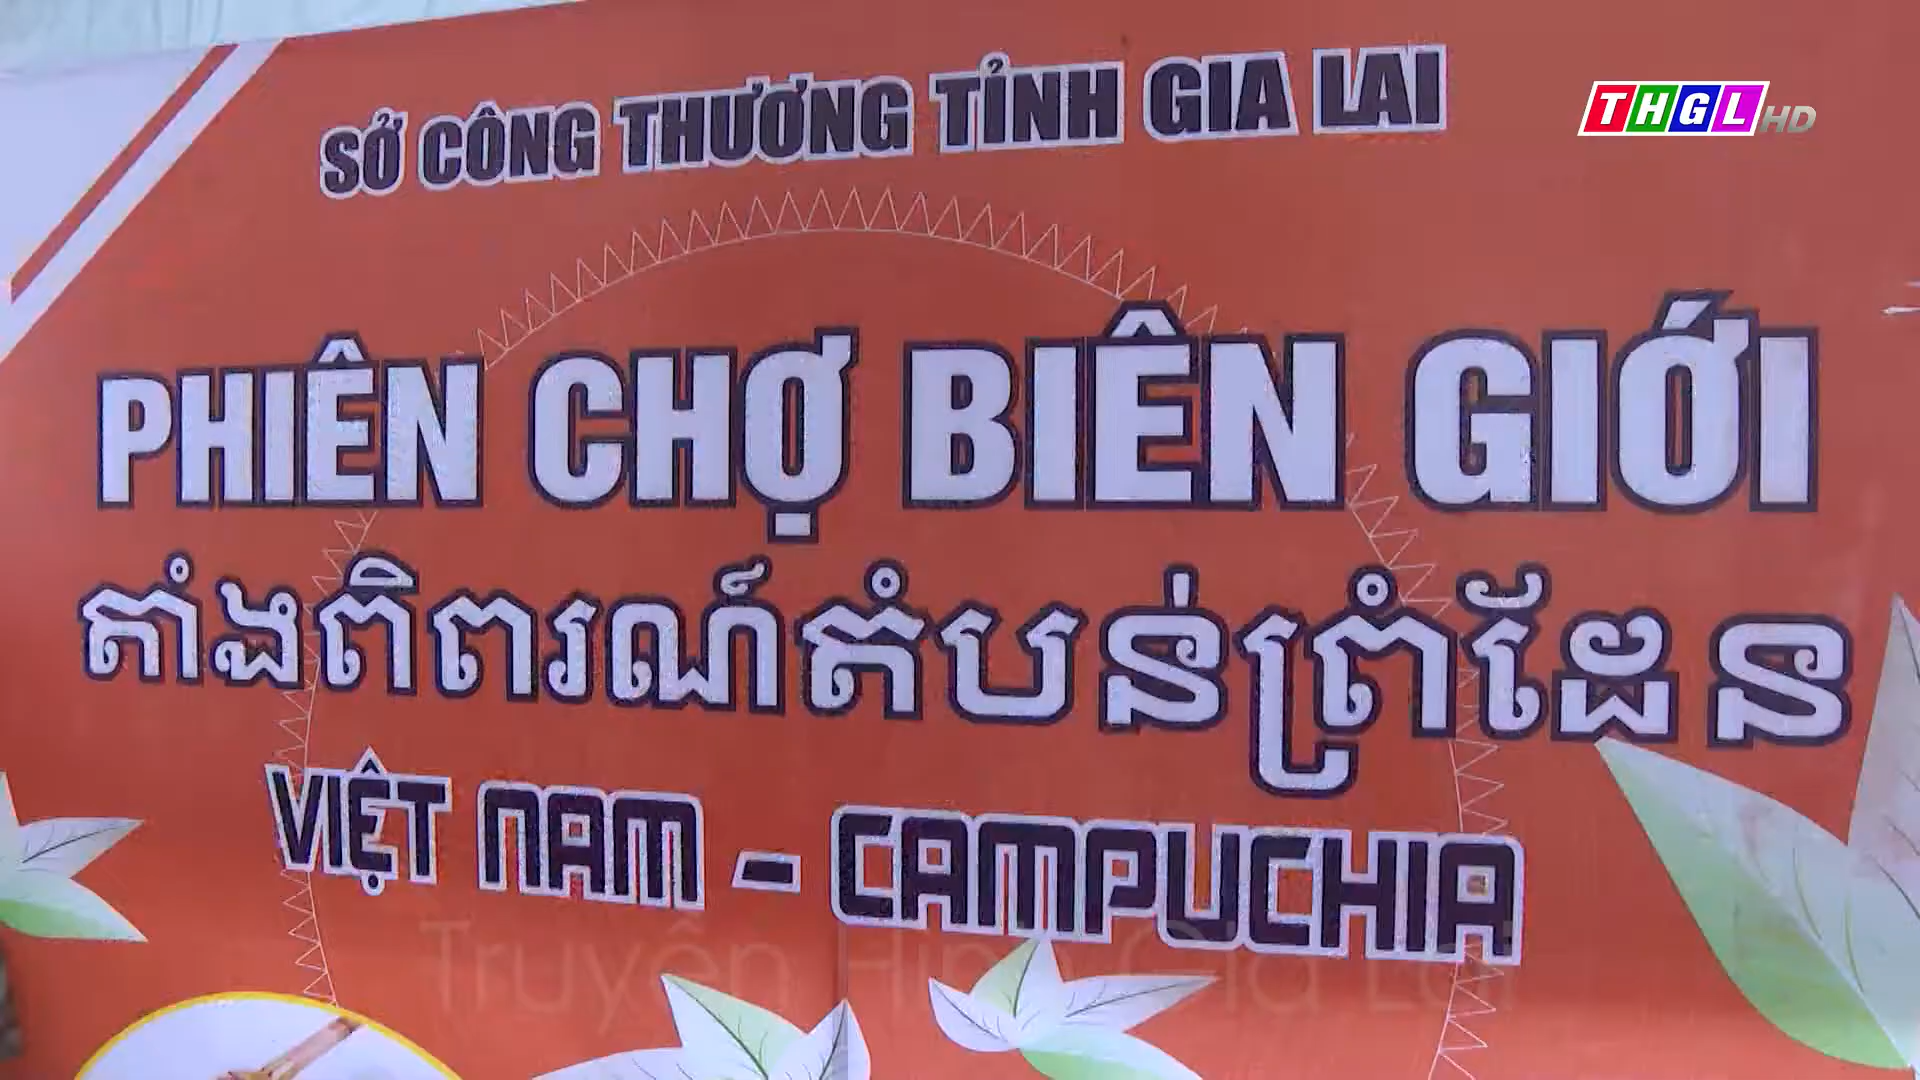 SỞ CÔNG THƯƠNG TỈNH GIA LAI
THGL HD
PHIÊN CHỢ BIÊN GIỚI
តាំងពិពរណ៍តំបន់ព្រំដែន
VIỆT NAM - CAMPUCHIA
Truyền Hình Gia Lai